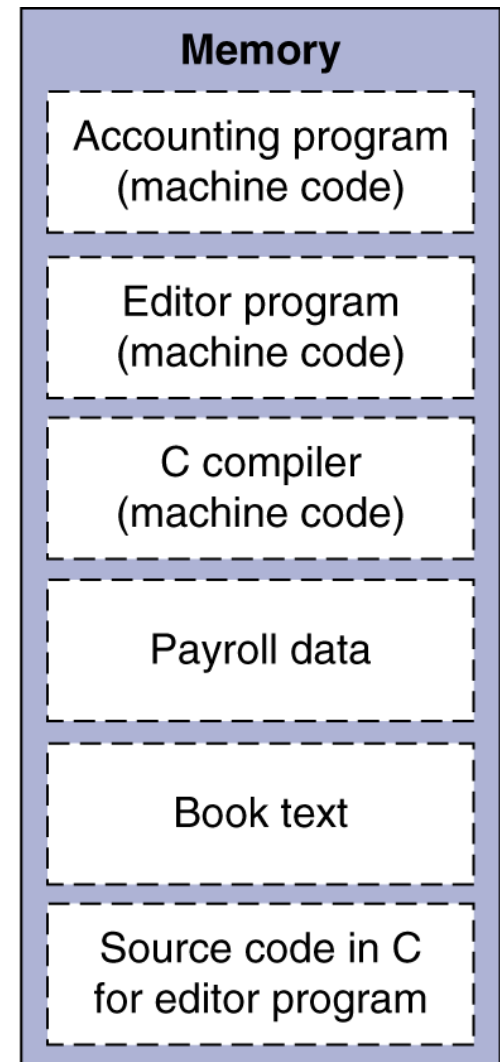 Memory
Accounting program
(machine code)
Editor program
(machine code)
C compiler
(machine code)
Payroll data
Book text
Source code in C
for editor program